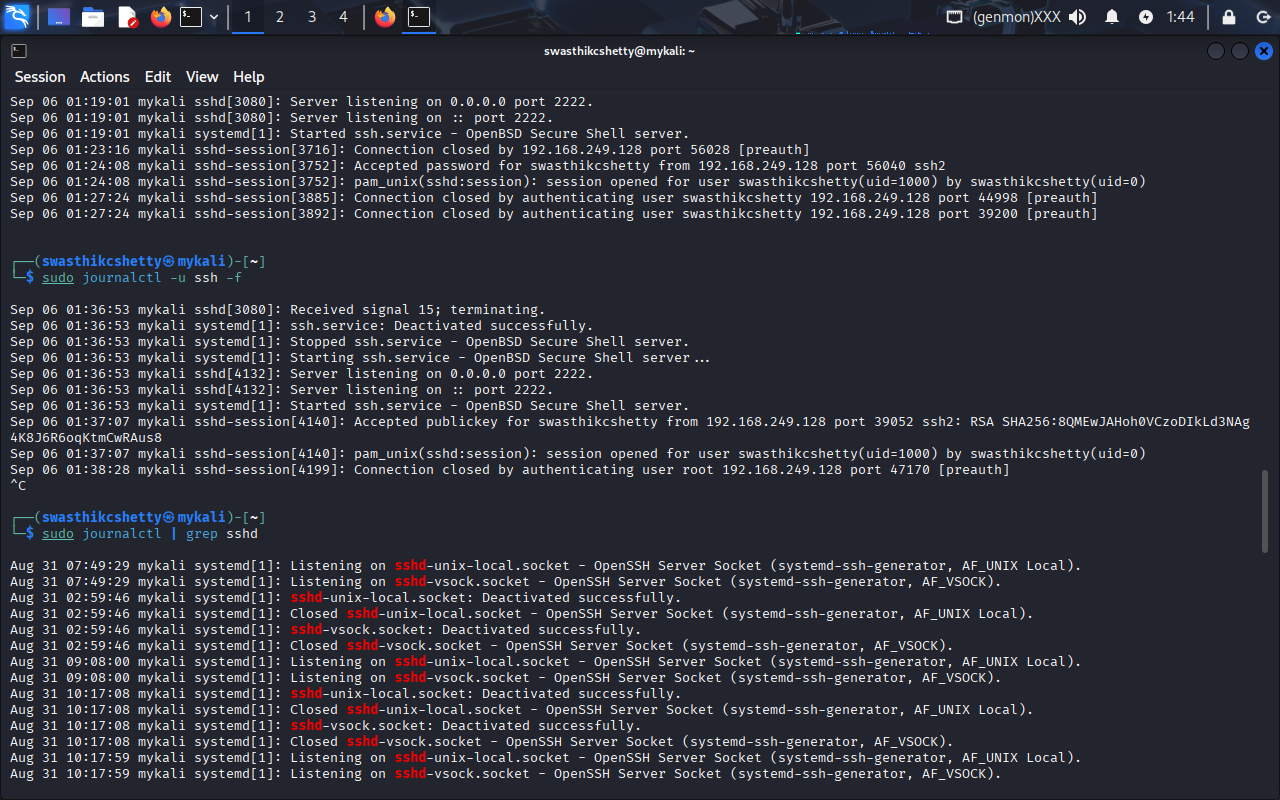 1 2 3 4 (genmon)XXX 1:44
swasthikcshetty@mykali: ~
Session Actions Edit View Help
Sep 06 01:19:01 mykali sshd[3080]: Server listening on 0.0.0.0 port 2222.
Sep 06 01:19:01 mykali sshd[3080]: Server listening on :: port 2222.
Sep 06 01:19:01 mykali systemd[1]: Started ssh.service - OpenBSD Secure Shell server.
Sep 06 01:23:16 mykali sshd-session[3716]: Connection closed by 192.168.249.128 port 56028 [preauth]
Sep 06 01:24:08 mykali sshd-session[3752]: Accepted password for swasthikcshetty from 192.168.249.128 port 56040 ssh2
Sep 06 01:24:08 mykali sshd-session[3752]: pam_unix(sshd:session): session opened for user swasthikcshetty(uid=1000) by swasthikcshetty(uid=0)
Sep 06 01:27:24 mykali sshd-session[3885]: Connection closed by authenticating user swasthikcshetty 192.168.249.128 port 44998 [preauth]
Sep 06 01:27:24 mykali sshd-session[3892]: Connection closed by authenticating user swasthikcshetty 192.168.249.128 port 39200 [preauth]
┌──(swasthikcshetty㉿mykali)-[~]
└─$ sudo journalctl -u ssh -f
Sep 06 01:36:53 mykali sshd[3080]: Received signal 15; terminating.
Sep 06 01:36:53 mykali systemd[1]: ssh.service: Deactivated successfully.
Sep 06 01:36:53 mykali systemd[1]: Stopped ssh.service - OpenBSD Secure Shell server.
Sep 06 01:36:53 mykali systemd[1]: Starting ssh.service - OpenBSD Secure Shell server...
Sep 06 01:36:53 mykali sshd[4132]: Server listening on 0.0.0.0 port 2222.
Sep 06 01:36:53 mykali sshd[4132]: Server listening on :: port 2222.
Sep 06 01:36:53 mykali systemd[1]: Started ssh.service - OpenBSD Secure Shell server.
Sep 06 01:37:07 mykali sshd-session[4140]: Accepted publickey for swasthikcshetty from 192.168.249.128 port 39052 ssh2: RSA SHA256:8QMEwJAHoh0VCzoDIkLd3NAg
4K8J6R6oqKtmCwRAus8
Sep 06 01:37:07 mykali sshd-session[4140]: pam_unix(sshd:session): session opened for user swasthikcshetty(uid=1000) by swasthikcshetty(uid=0)
Sep 06 01:38:28 mykali sshd-session[4199]: Connection closed by authenticating user root 192.168.249.128 port 47170 [preauth]
^C
┌──(swasthikcshetty㉿mykali)-[~]
└─$ sudo journalctl | grep sshd
Aug 31 07:49:29 mykali systemd[1]: Listening on sshd-unix-local.socket - OpenSSH Server Socket (systemd-ssh-generator, AF_UNIX Local).
Aug 31 07:49:29 mykali systemd[1]: Listening on sshd-vsock.socket - OpenSSH Server Socket (systemd-ssh-generator, AF_VSOCK).
Aug 31 02:59:46 mykali systemd[1]: sshd-unix-local.socket: Deactivated successfully.
Aug 31 02:59:46 mykali systemd[1]: Closed sshd-unix-local.socket - OpenSSH Server Socket (systemd-ssh-generator, AF_UNIX Local).
Aug 31 02:59:46 mykali systemd[1]: sshd-vsock.socket: Deactivated successfully.
Aug 31 02:59:46 mykali systemd[1]: Closed sshd-vsock.socket - OpenSSH Server Socket (systemd-ssh-generator, AF_VSOCK).
Aug 31 09:08:00 mykali systemd[1]: Listening on sshd-unix-local.socket - OpenSSH Server Socket (systemd-ssh-generator, AF_UNIX Local).
Aug 31 09:08:00 mykali systemd[1]: Listening on sshd-vsock.socket - OpenSSH Server Socket (systemd-ssh-generator, AF_VSOCK).
Aug 31 10:17:08 mykali systemd[1]: sshd-unix-local.socket: Deactivated successfully.
Aug 31 10:17:08 mykali systemd[1]: Closed sshd-unix-local.socket - OpenSSH Server Socket (systemd-ssh-generator, AF_UNIX Local).
Aug 31 10:17:08 mykali systemd[1]: sshd-vsock.socket: Deactivated successfully.
Aug 31 10:17:08 mykali systemd[1]: Closed sshd-vsock.socket - OpenSSH Server Socket (systemd-ssh-generator, AF_VSOCK).
Aug 31 10:17:59 mykali systemd[1]: Listening on sshd-unix-local.socket - OpenSSH Server Socket (systemd-ssh-generator, AF_UNIX Local).
Aug 31 10:17:59 mykali systemd[1]: Listening on sshd-vsock.socket - OpenSSH Server Socket (systemd-ssh-generator, AF_VSOCK).